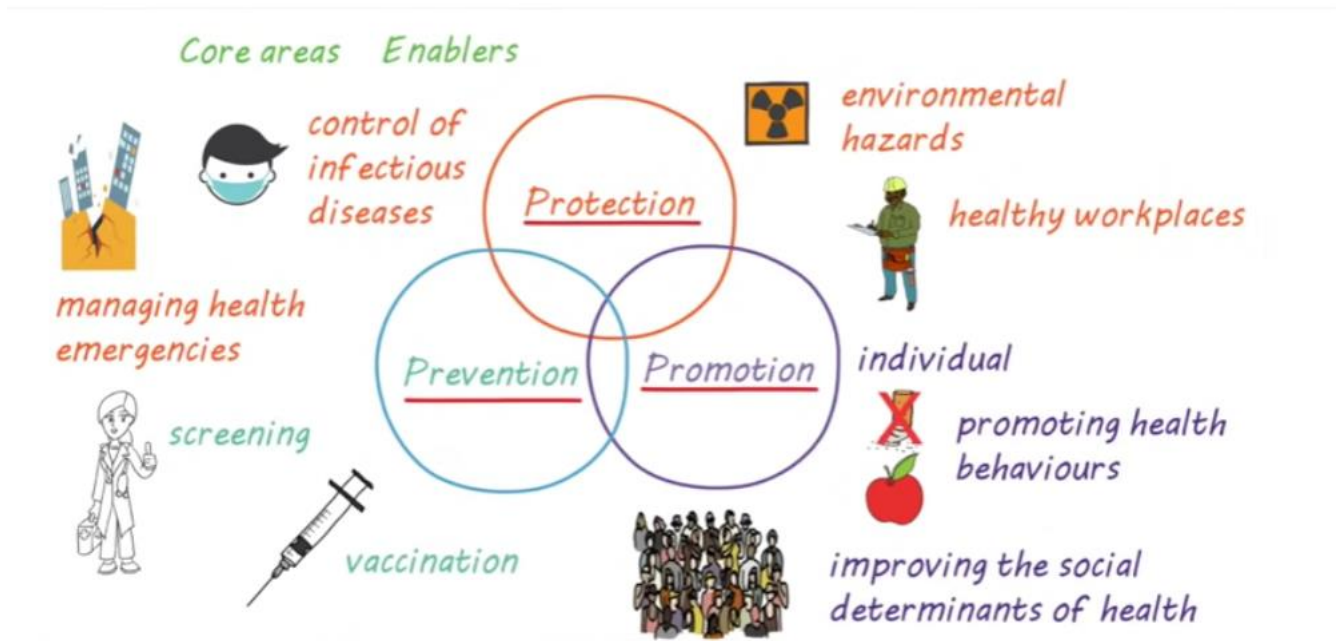 Core areas Enablers
control of
infectious
diseases
environmental
hazards
Protection
healthy workplaces
managing health
emergencies
Prevention
Promotion
individual
screening
promoting health
behaviours
vaccination
improving the social
determinants of health